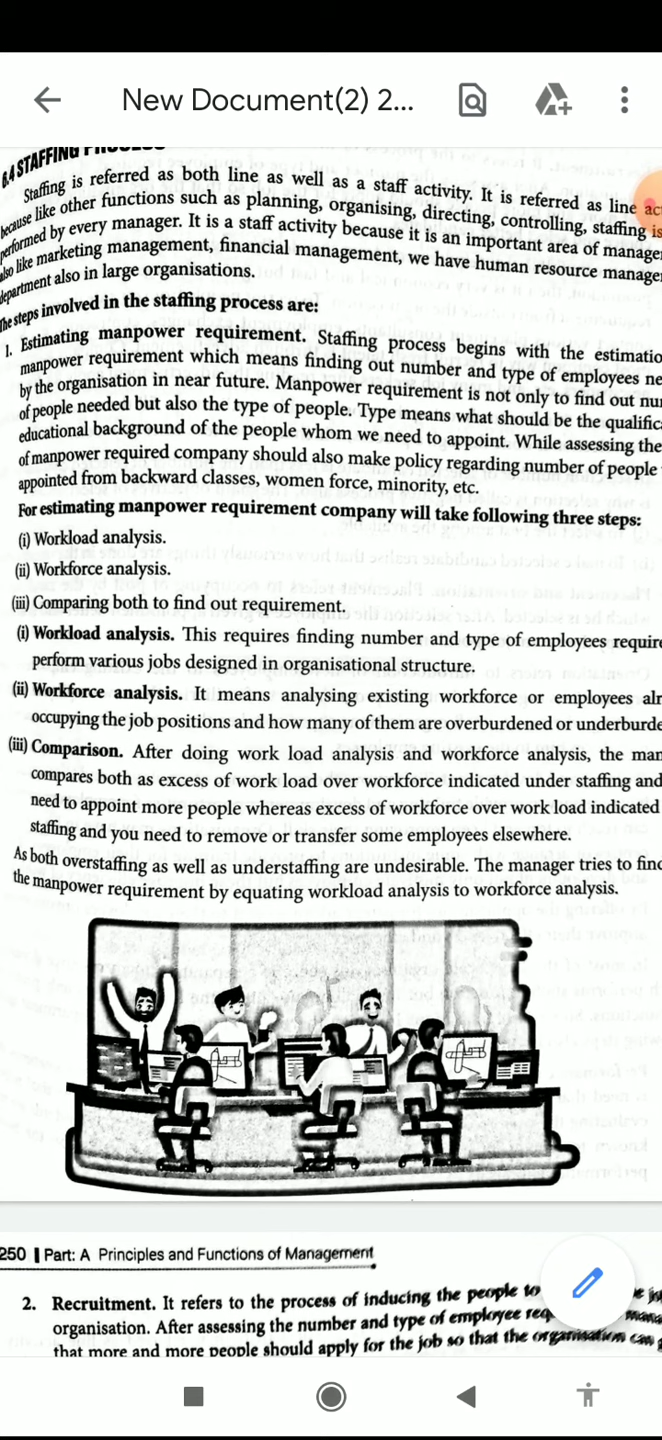 New Document(2) 2...
6.4 STAFFING
Staffing is referred as both line as well as a staff activity. It is referred as line
because like other functions such as planning, organising, directing, controlling, staffing is
performed by every manager. It is a staff activity because it is an important area of
also like marketing management, financial management, we have human resource
department also in large organisations.
The steps involved in the staffing process are:
1. Estimating manpower requirement. Staffing process begins with the
manpower requirement which means finding out number and type of employees
by the organisation in near future. Manpower requirement is not only to find out
of people needed but also the type of people. Type means what should be the
educational background of the people whom we need to appoint. While assessing the
of manpower required company should also make policy regarding number of people
appointed from backward classes, women force, minority, etc.
For estimating manpower requirement company will take following three steps:
(i) Workload analysis.
(ii) Workforce analysis.
(iii) Comparing both to find out requirement.
(i) Workload analysis. This requires finding number and type of employees
perform various jobs designed in organisational structure.
(ii) Workforce analysis. It means analysing existing workforce or employees
occupying the job positions and how many of them are overburdened or
(iii) Comparison. After doing work load analysis and workforce analysis, the
compares both as excess of work load over workforce indicated under staffing and
need to appoint more people whereas excess of workforce over work load indicated
staffing and you need to remove or transfer some employees elsewhere.
As both overstaffing as well as understaffing are undesirable. The manager tries to
the manpower requirement by equating workload analysis to workforce analysis.
250 | Part: A Principles and Functions of Management
2. Recruitment. It refers to the process of inducing the people to
organisation. After assessing the number and type of employee
that more and more people should apply for the job so that the organisation can